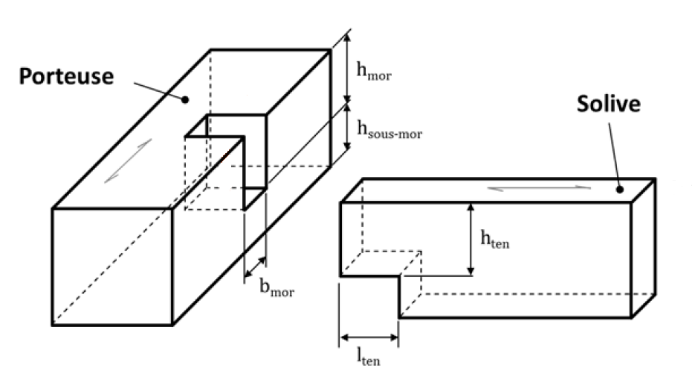 Porteuse
h_mor
h_sous-mor
b_mor
Solive
h_ten
l_ten